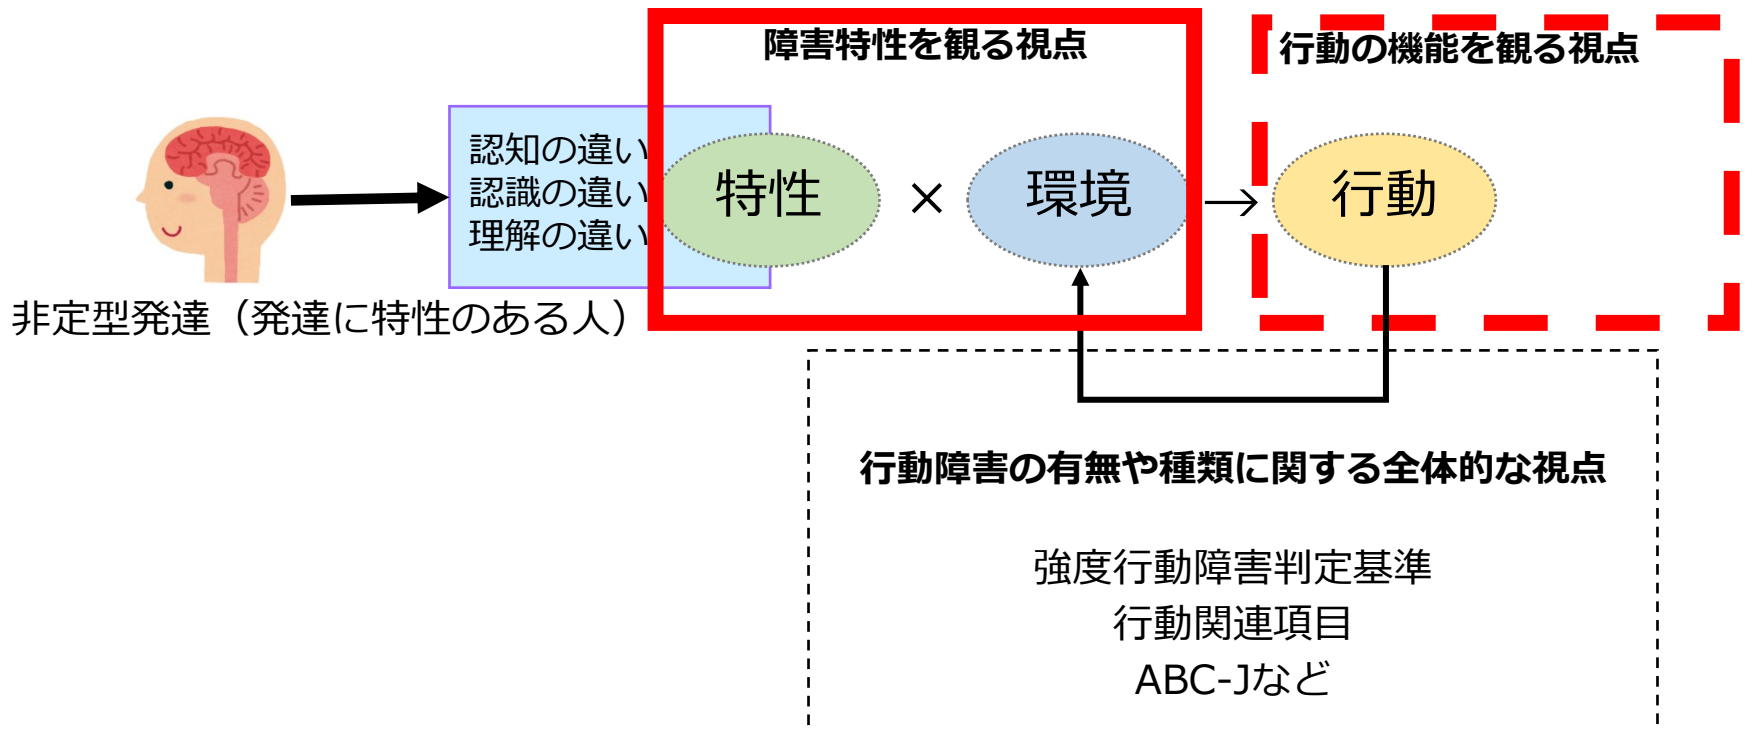 障害特性を観る視点
行動の機能を観る視点
認知の違い
認識の違い
理解の違い
特性
×
環境
→
行動
非定型発達（発達に特性のある人）
行動障害の有無や種類に関する全体的な視点
強度行動障害判定基準
行動関連項目
ABC-Jなど